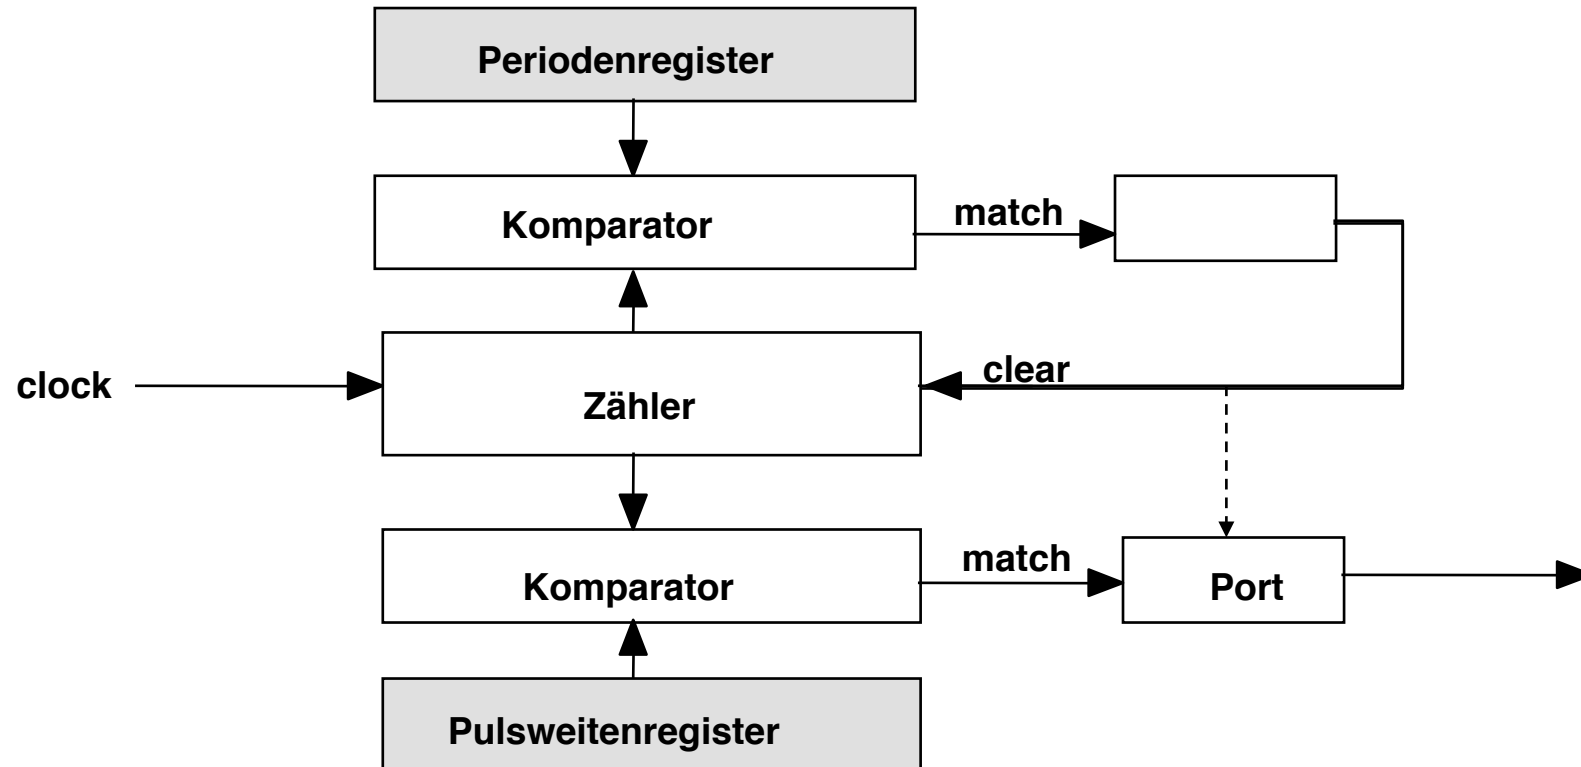 Periodenregister
Komparator
match
clock
Zähler
clear
Komparator
match
Port
Pulsweitenregister